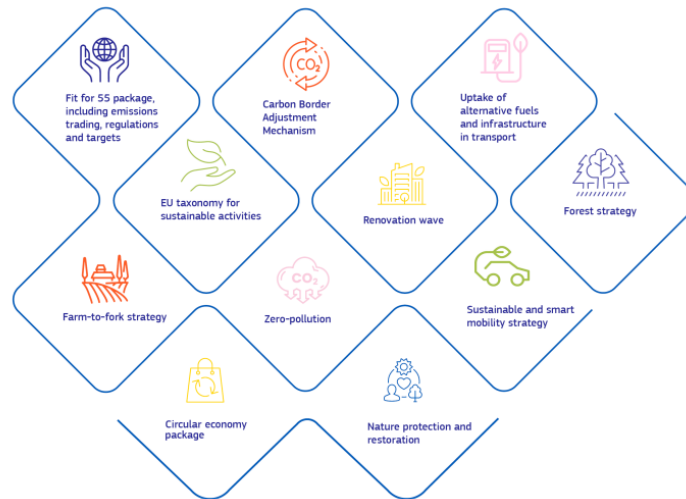 Fit for 55 package,
including emissions
trading, regulations
and targets
CO2
Carbon Border
Adjustment
Mechanism
Uptake of
alternative fuels
and infrastructure
in transport
EU taxonomy for
sustainable activities
Renovation wave
Forest strategy
Farm-to-fork strategy
CO2
Zero-pollution
Sustainable and smart
mobility strategy
Circular economy
package
Nature protection and
restoration